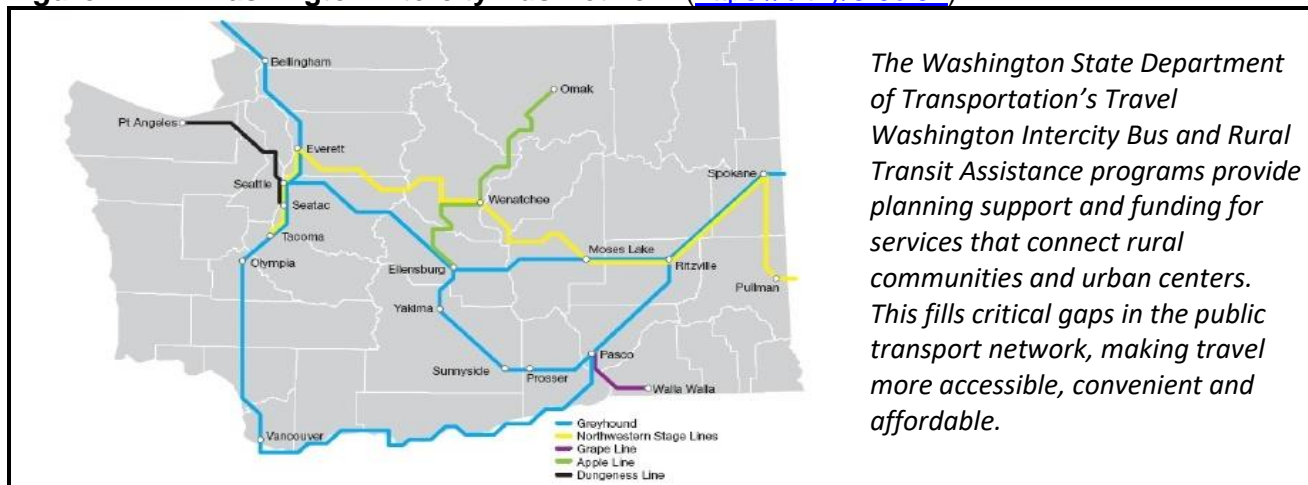 Bellingham
Omak
Pt Angeles
Everett
Spokane
Seattle
Wenatchee
Seatac
Tacoma
Moses Lake
Olympia
Ellensburg
Ritzville
Pullman
Yakima
Pasco
Sunnyside
Prosser
Walla Walla
Vancouver
Greyhound
Northwestern Stage Lines
Grape Line
Apple Line
Dungeness Line
The Washington State Department
of Transportation’s Travel
Washington Intercity Bus and Rural
Transit Assistance programs provide
planning support and funding for
services that connect rural
communities and urban centers.
This fills critical gaps in the public
transport network, making travel
more accessible, convenient and
affordable.